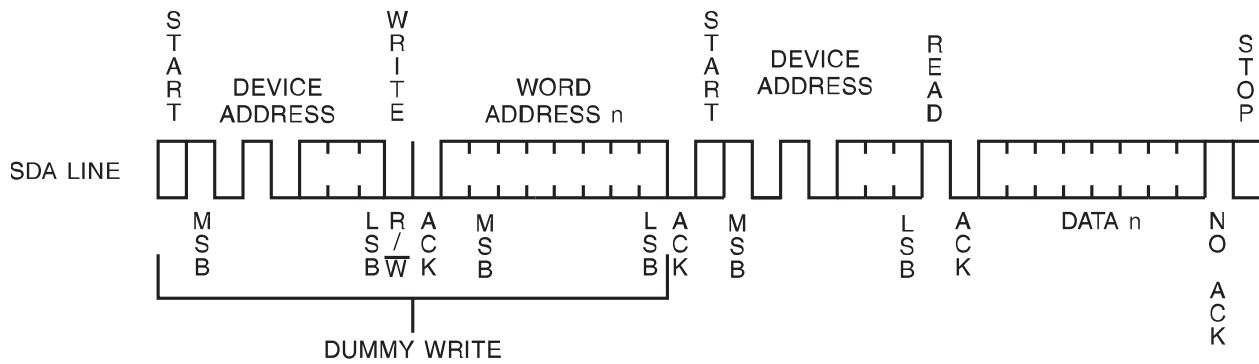 START
WRITE
START
READ
STOP
DEVICE
ADDRESS
WORD
ADDRESS n
DEVICE
ADDRESS
SDA LINE
MSB
LSB
R/W
ACK
MSB
LSB
ACK
MSB
LSB
ACK
DATA n
NO ACK
DUMMY WRITE